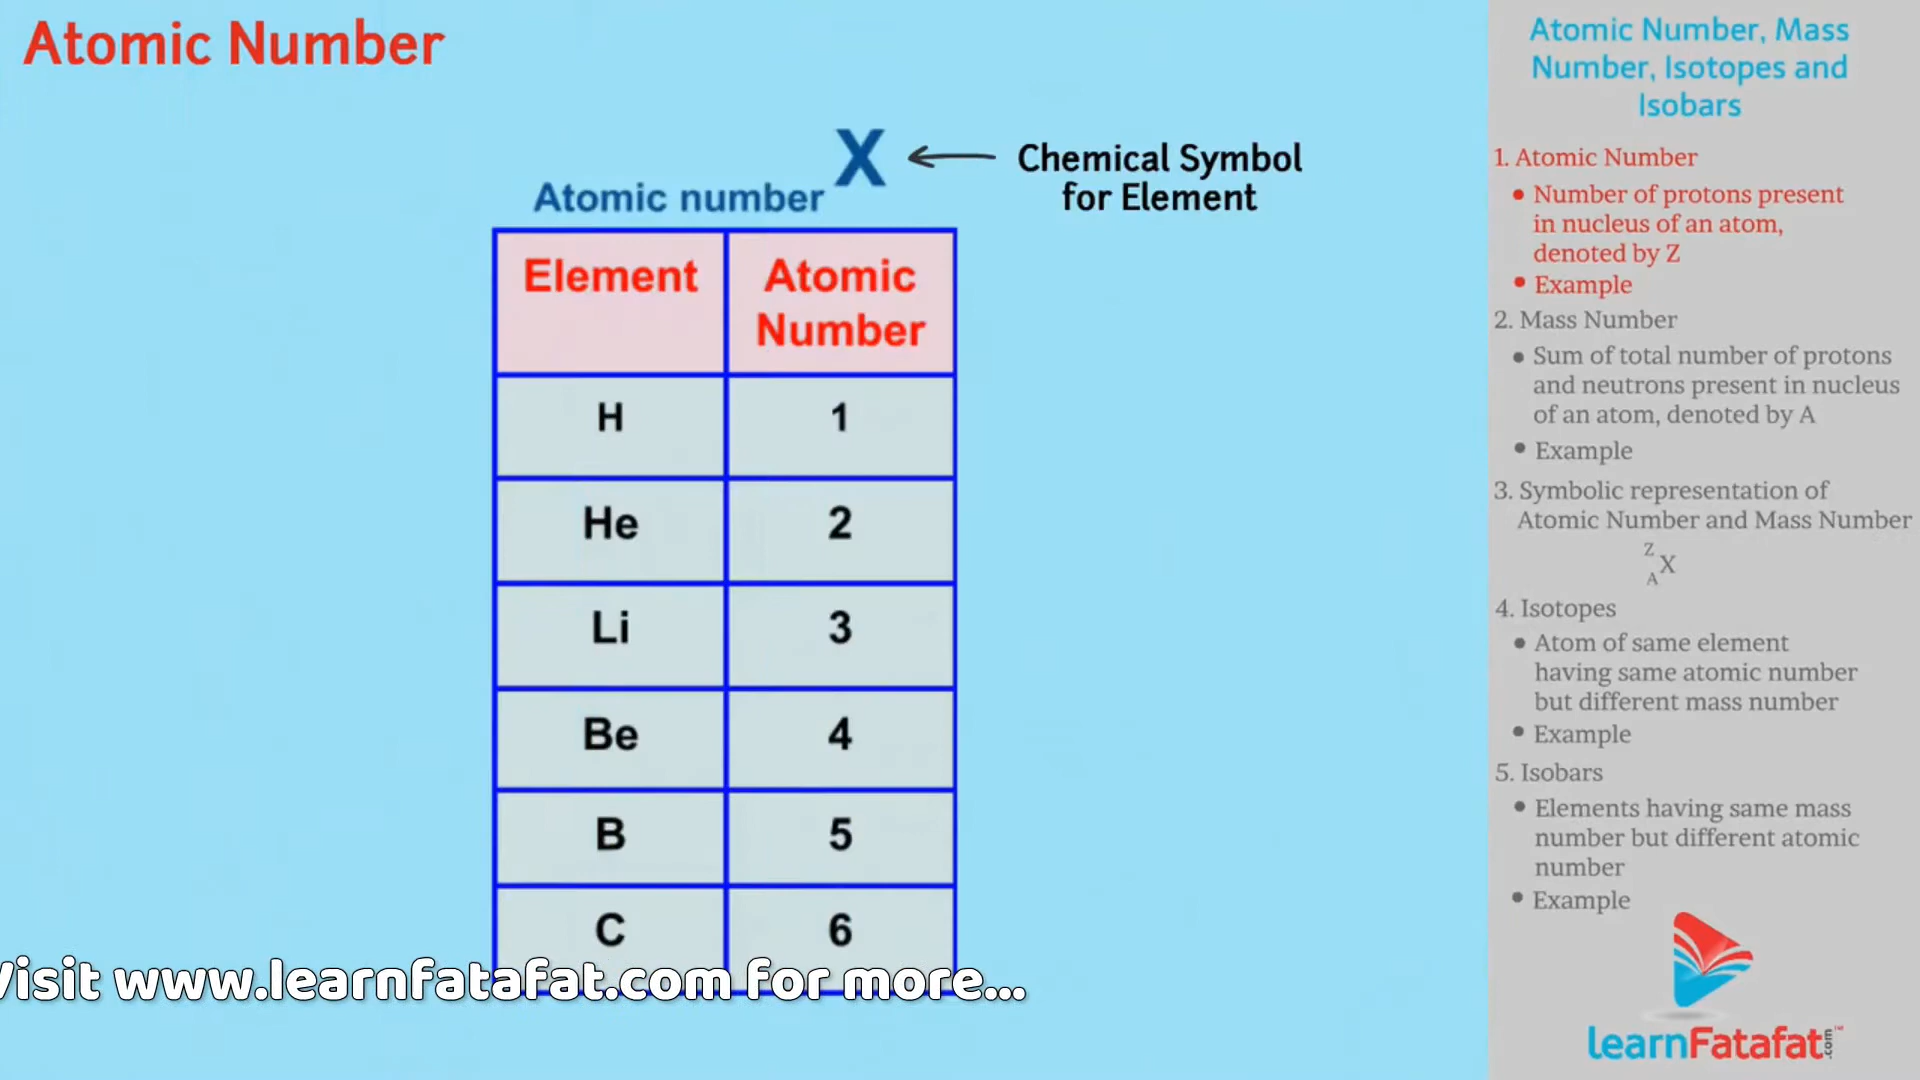 Atomic Number
X
Chemical Symbol
for Element
Atomic number
Element Atomic
Number
H 1
He 2
Li 3
Be 4
B 5
C 6
Visit www.learnfatafat.com for more...
Atomic Number, Mass
Number, Isotopes and
Isobars
1. Atomic Number
• Number of protons present
in nucleus of an atom,
denoted by Z
• Example
2. Mass Number
• Sum of total number of protons
and neutrons present in nucleus
of an atom, denoted by A
• Example
3. Symbolic representation of
Atomic Number and Mass Number
Z
X
A
4. Isotopes
• Atom of same element
having same atomic number
but different mass number
• Example
5. Isobars
• Elements having same mass
number but different atomic
number
• Example
learnFatafat.com™